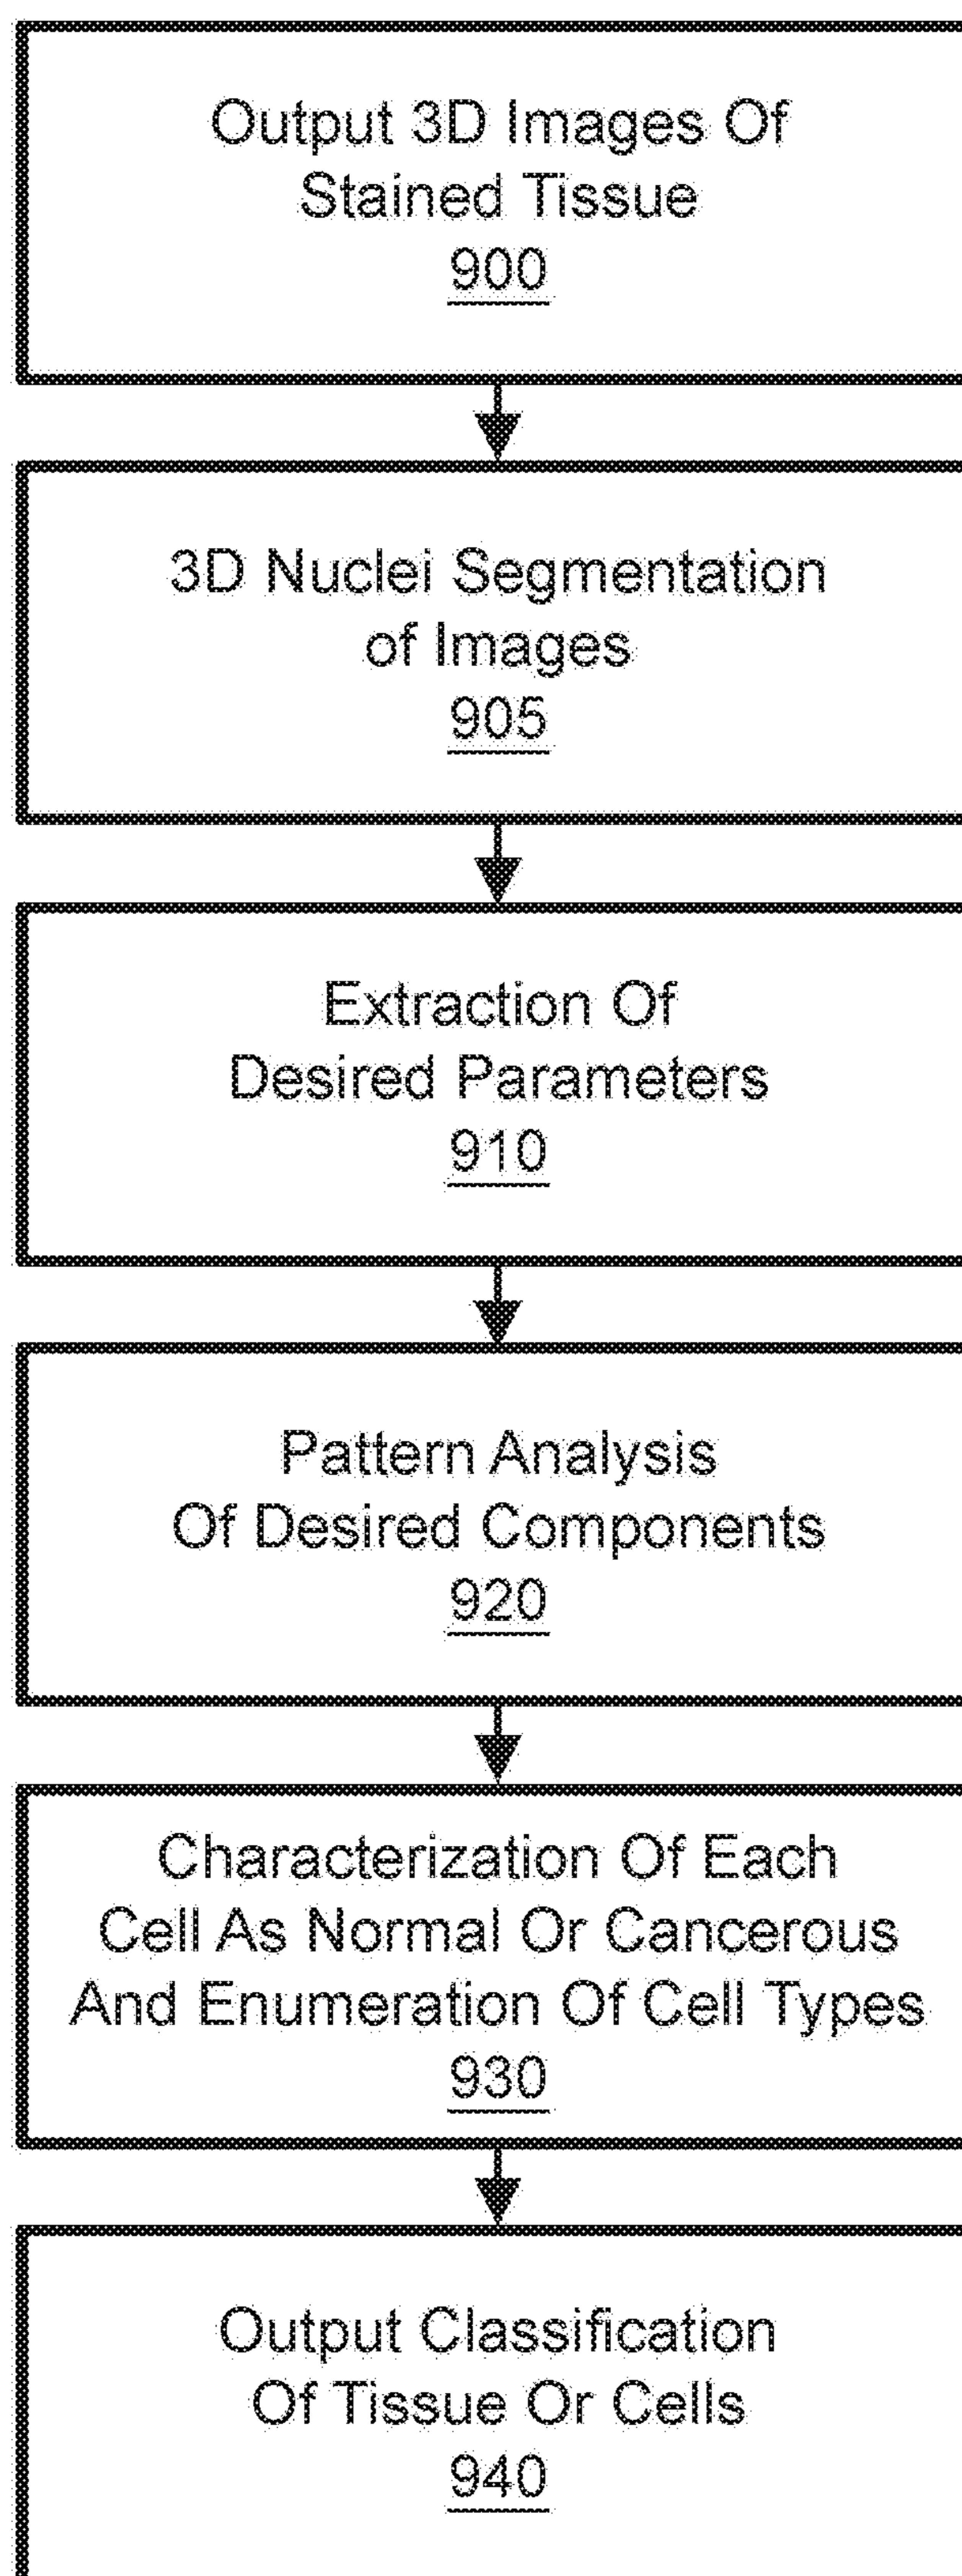 Output 3D Images Of
Stained Tissue
900
3D Nuclei Segmentation
of Images
905
Extraction Of
Desired Parameters
910
Pattern Analysis
Of Desired Components
920
Characterization Of Each
Cell As Normal Or Cancerous
And Enumeration Of Cell Types
930
Output Classification
Of Tissue Or Cells
940